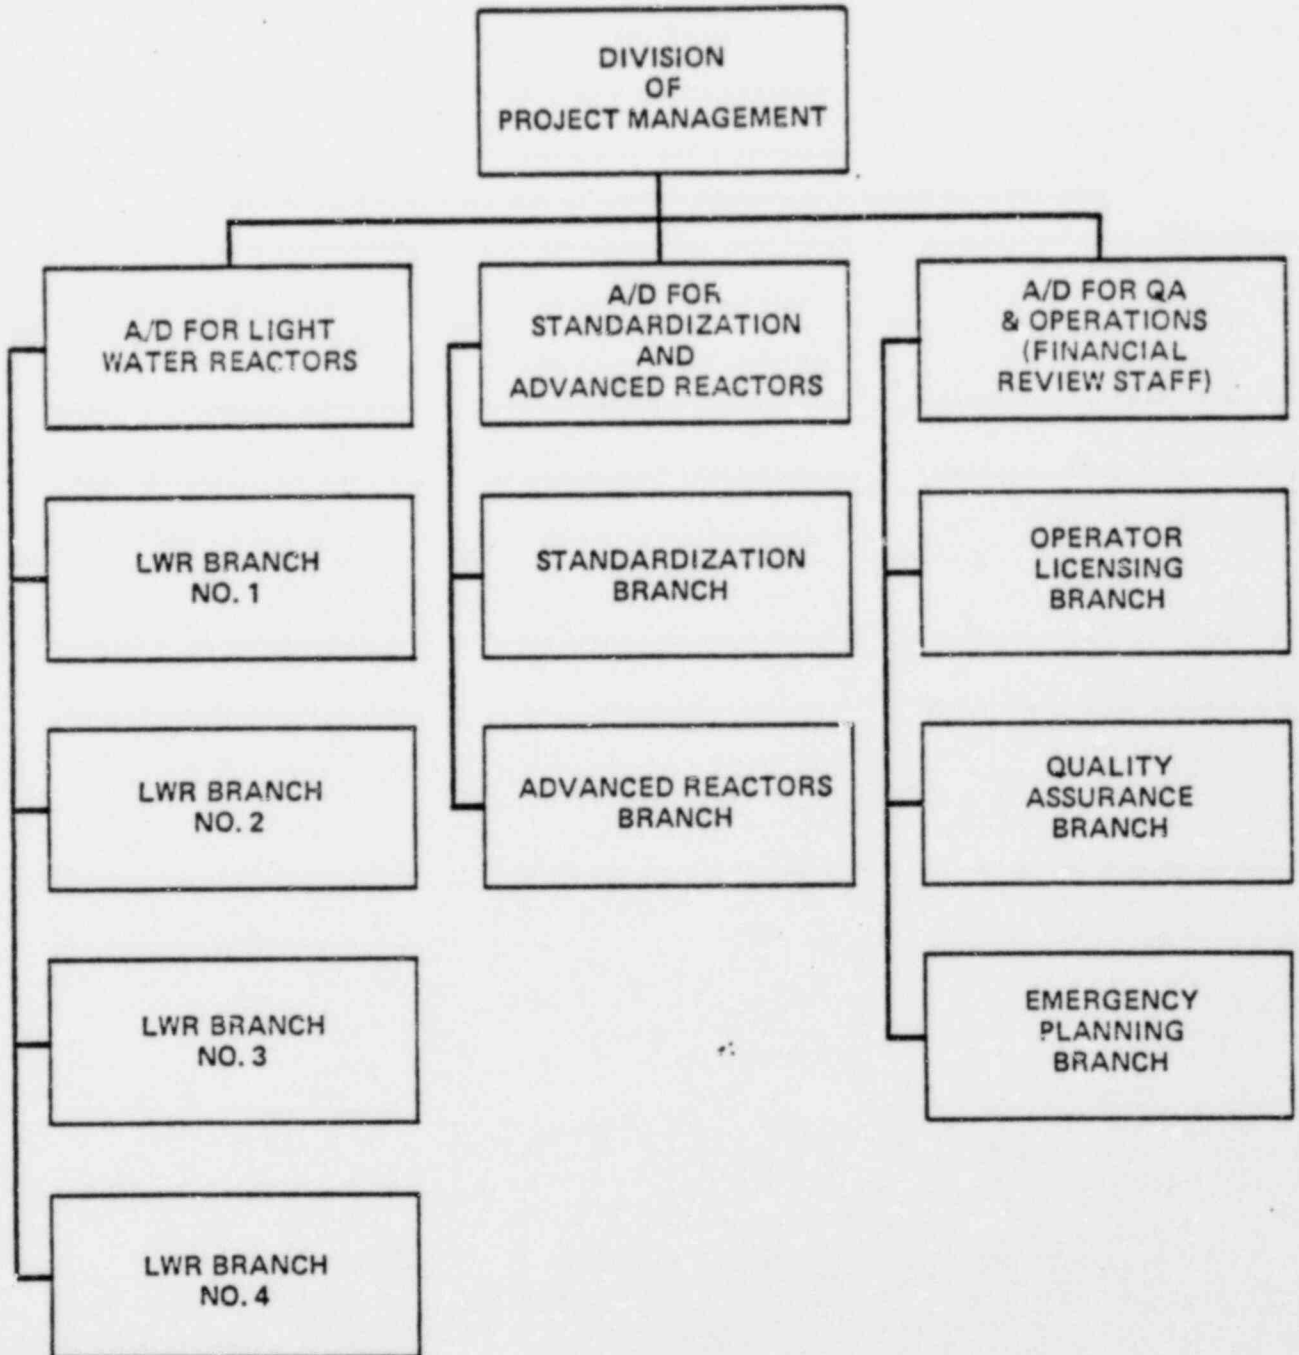 DIVISION
OF
PROJECT MANAGEMENT
A/D FOR LIGHT
WATER REACTORS
LWR BRANCH
NO. 1
LWR BRANCH
NO. 2
LWR BRANCH
NO. 3
LWR BRANCH
NO. 4
A/D FOR
STANDARDIZATION
AND
ADVANCED REACTORS
STANDARDIZATION
BRANCH
ADVANCED REACTORS
BRANCH
A/D FOR QA
& OPERATIONS
(FINANCIAL
REVIEW STAFF)
OPERATOR
LICENSING
BRANCH
QUALITY
ASSURANCE
BRANCH
EMERGENCY
PLANNING
BRANCH